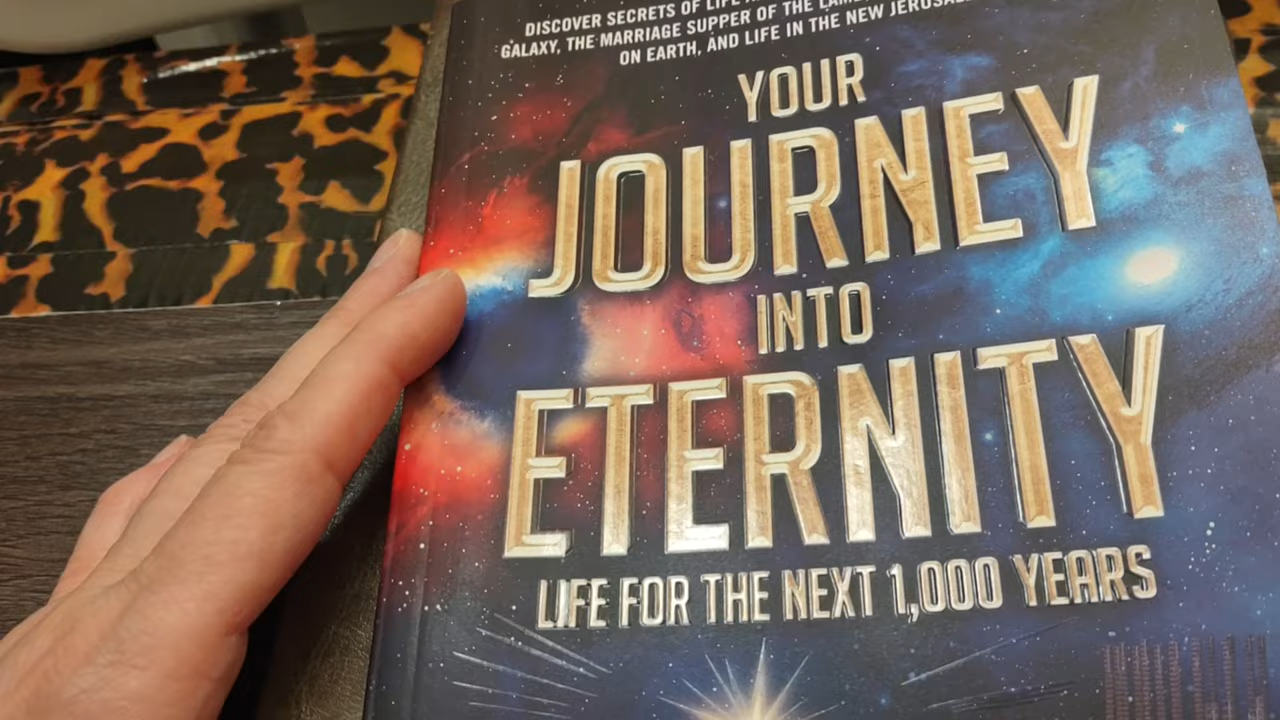 DISCOVER SECRETS OF LIFE
GALAXY, THE MARRIAGE SUPPER OF THE
ON EARTH, AND LIFE IN THE NEW
YOUR
JOURNEY
INTO
ETERNITY
LIFE FOR THE NEXT 1,000 YEARS